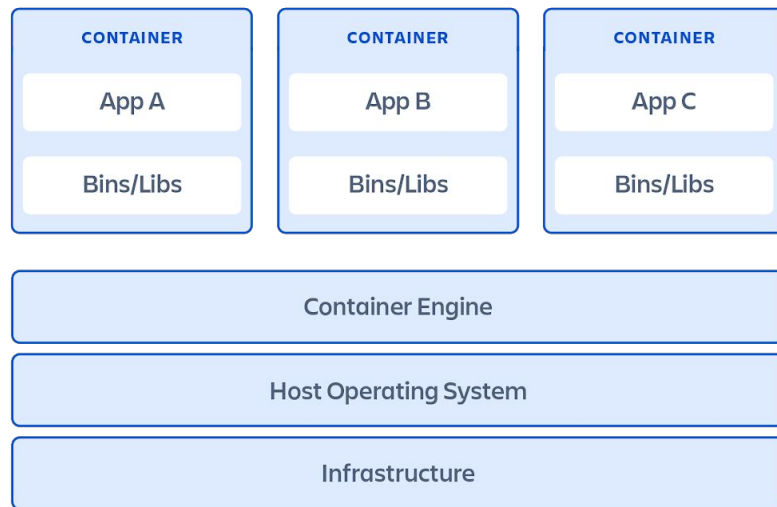 CONTAINER
CONTAINER
CONTAINER
App A
App B
App C
Bins/Libs
Bins/Libs
Bins/Libs
Container Engine
Host Operating System
Infrastructure